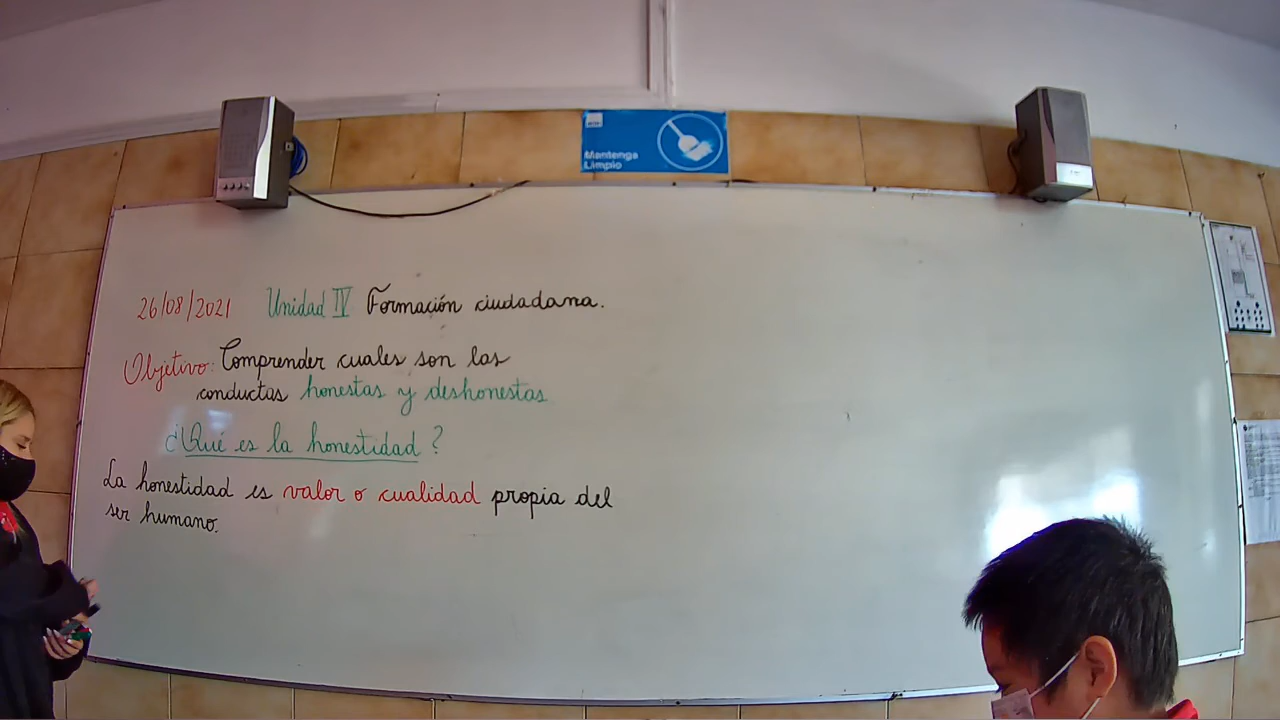 Mantenga
Limpio
26/08/2021 Unidad IV Formación ciudadana.
Objetivo: Comprender cuales son las
conductas honestas y deshonestas
¿Qué es la honestidad?
La honestidad es valor o cualidad propia del
ser humano.